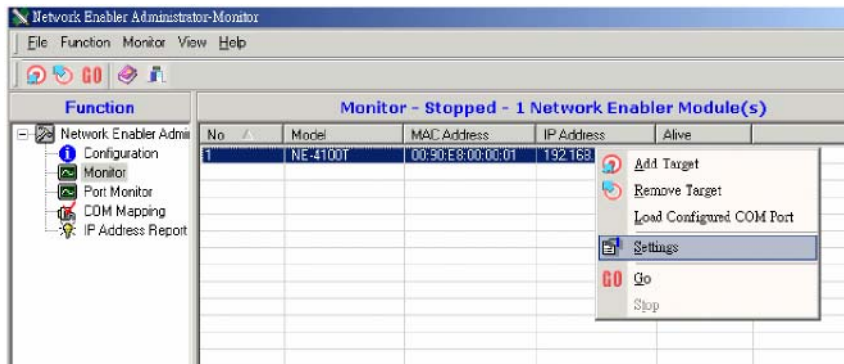 Network Enabler Administrator-Monitor
File Function Monitor View Help
GO
Function
Monitor - Stopped - 1 Network Enabler Module(s)
Network Enabler Admi
Configuration
Monitor
Port Monitor
COM Mapping
IP Address Report
No Model MAC Address IP Address Alive
1 NE-4100T 00:90:E8:00:00:01 192.168.
Add Target
Remove Target
Load Configured COM Port
Settings
GO Go
Stop